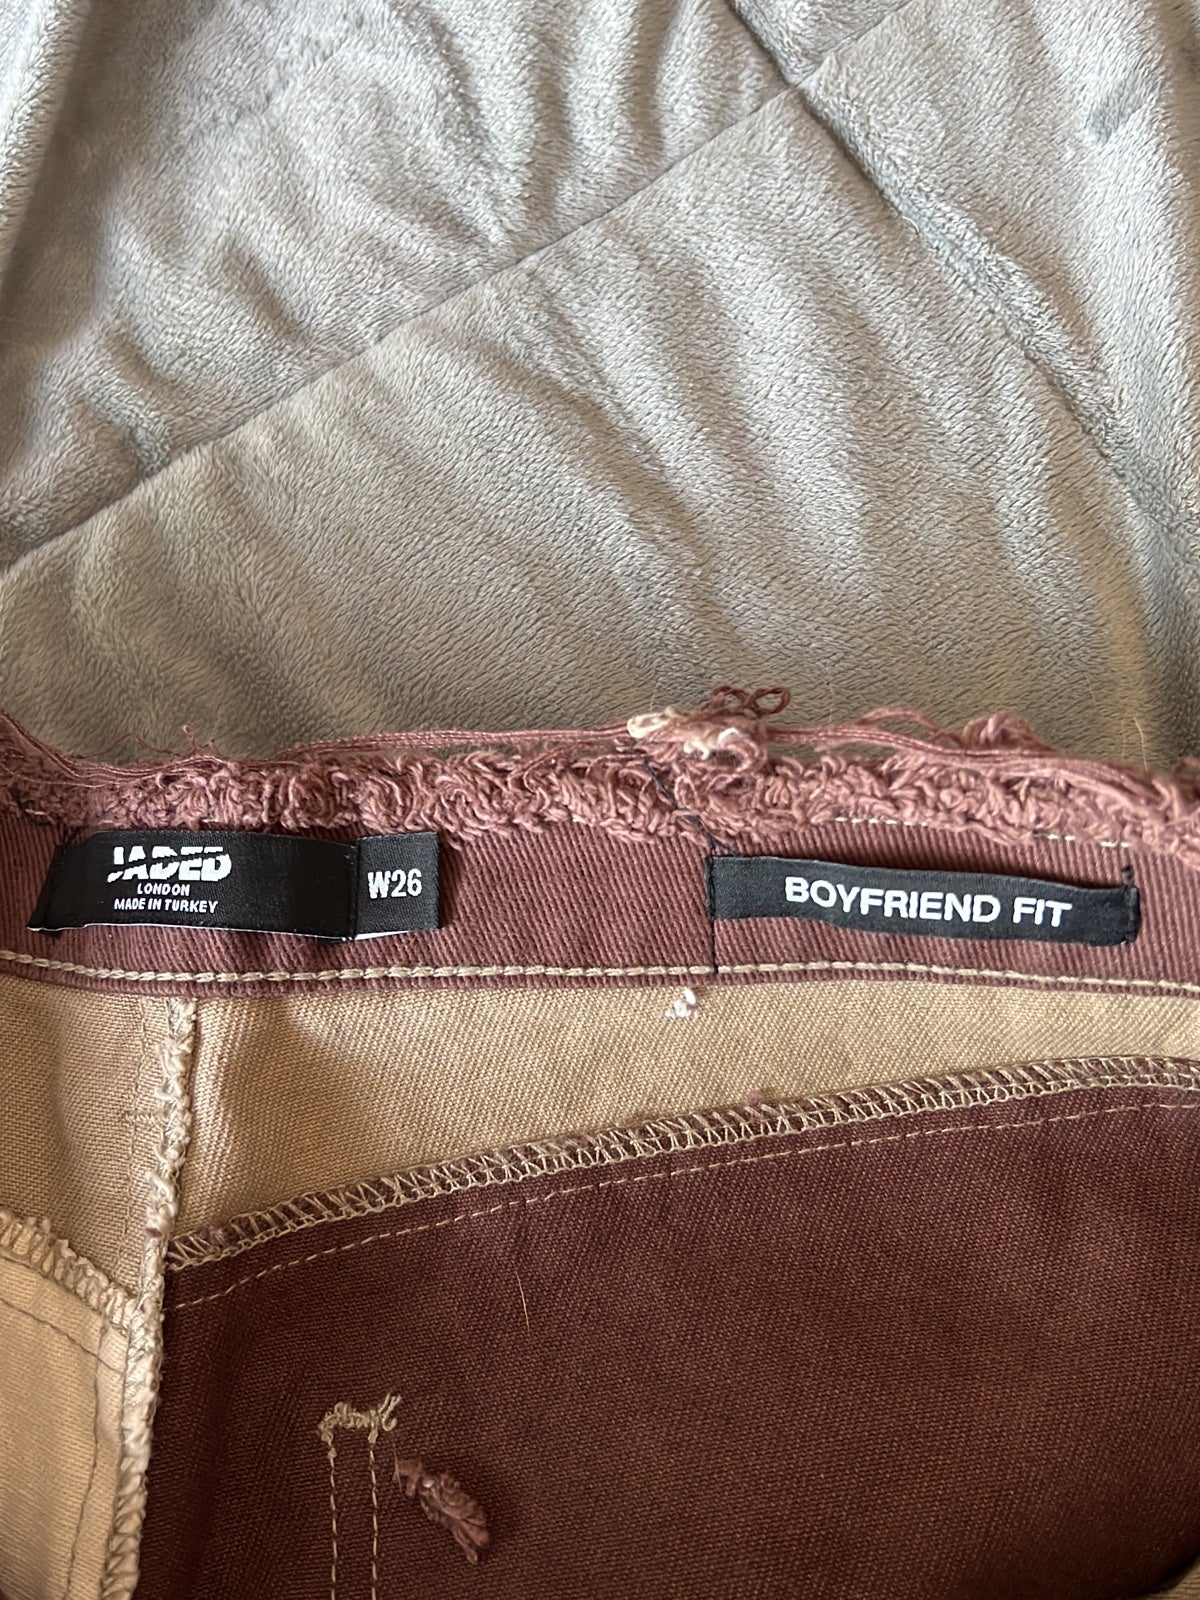 JADED
LONDON
MADE IN TURKEY
W26
BOYFRIEND FIT